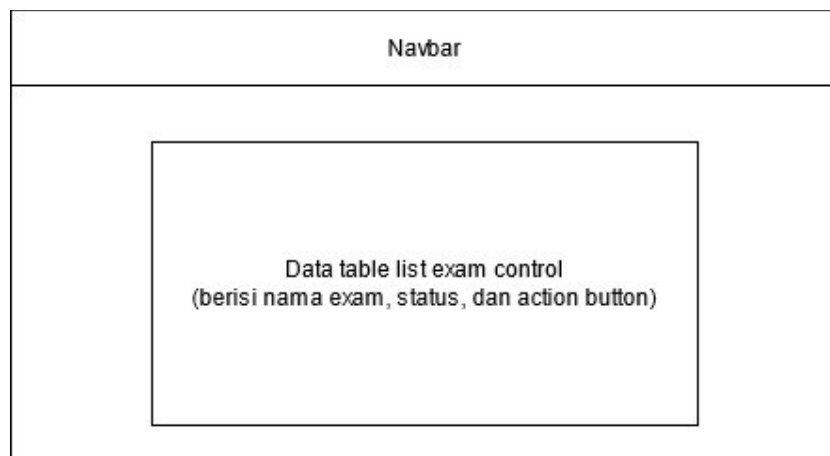 Navbar
Data table list exam control
(berisi nama exam, status, dan action button)